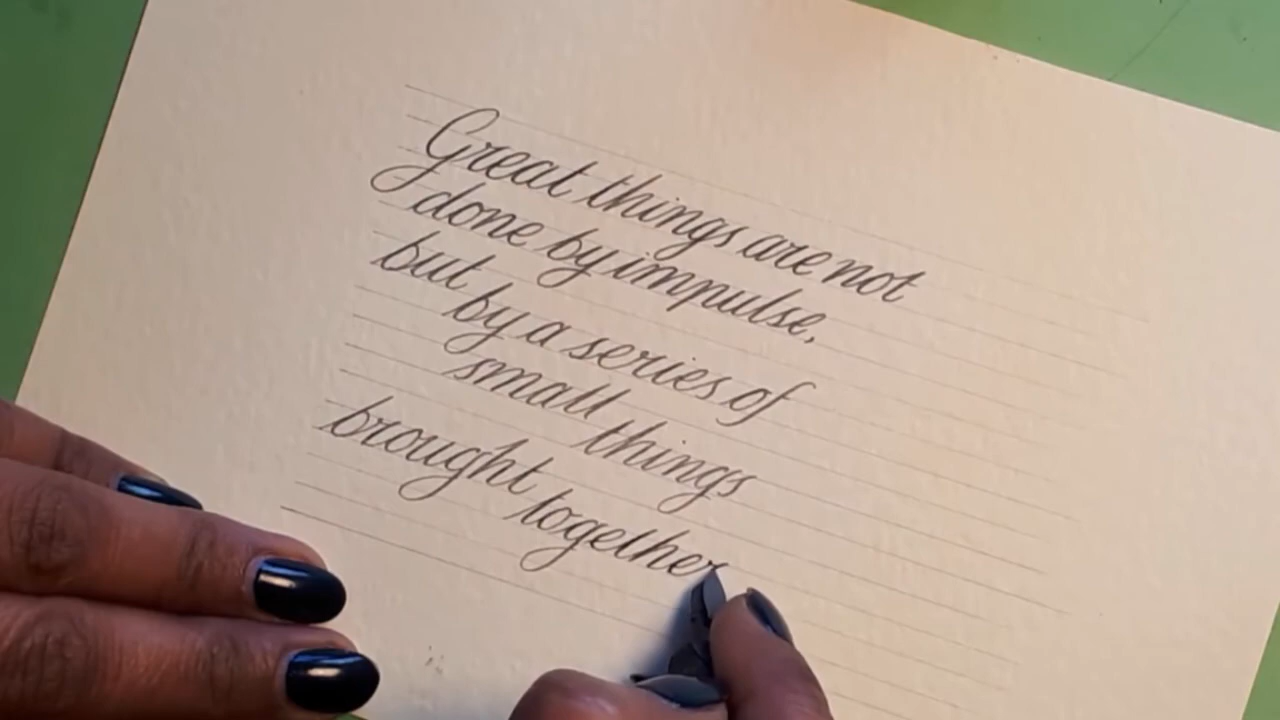 Great things are not
done by impulse,
but by a series of
small things
brought together